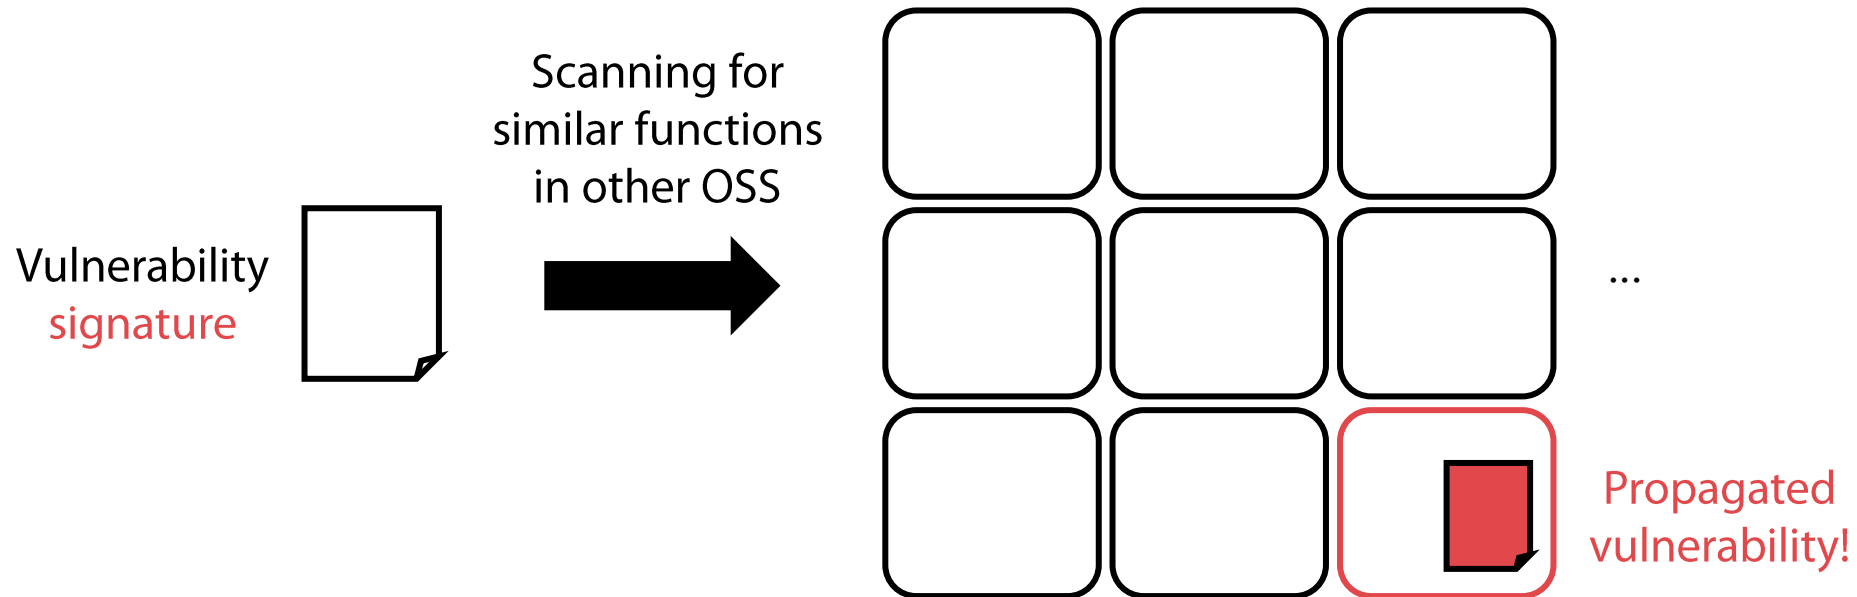 Scanning for
similar functions
in other OSS
Vulnerability
signature
...
Propagated
vulnerability!